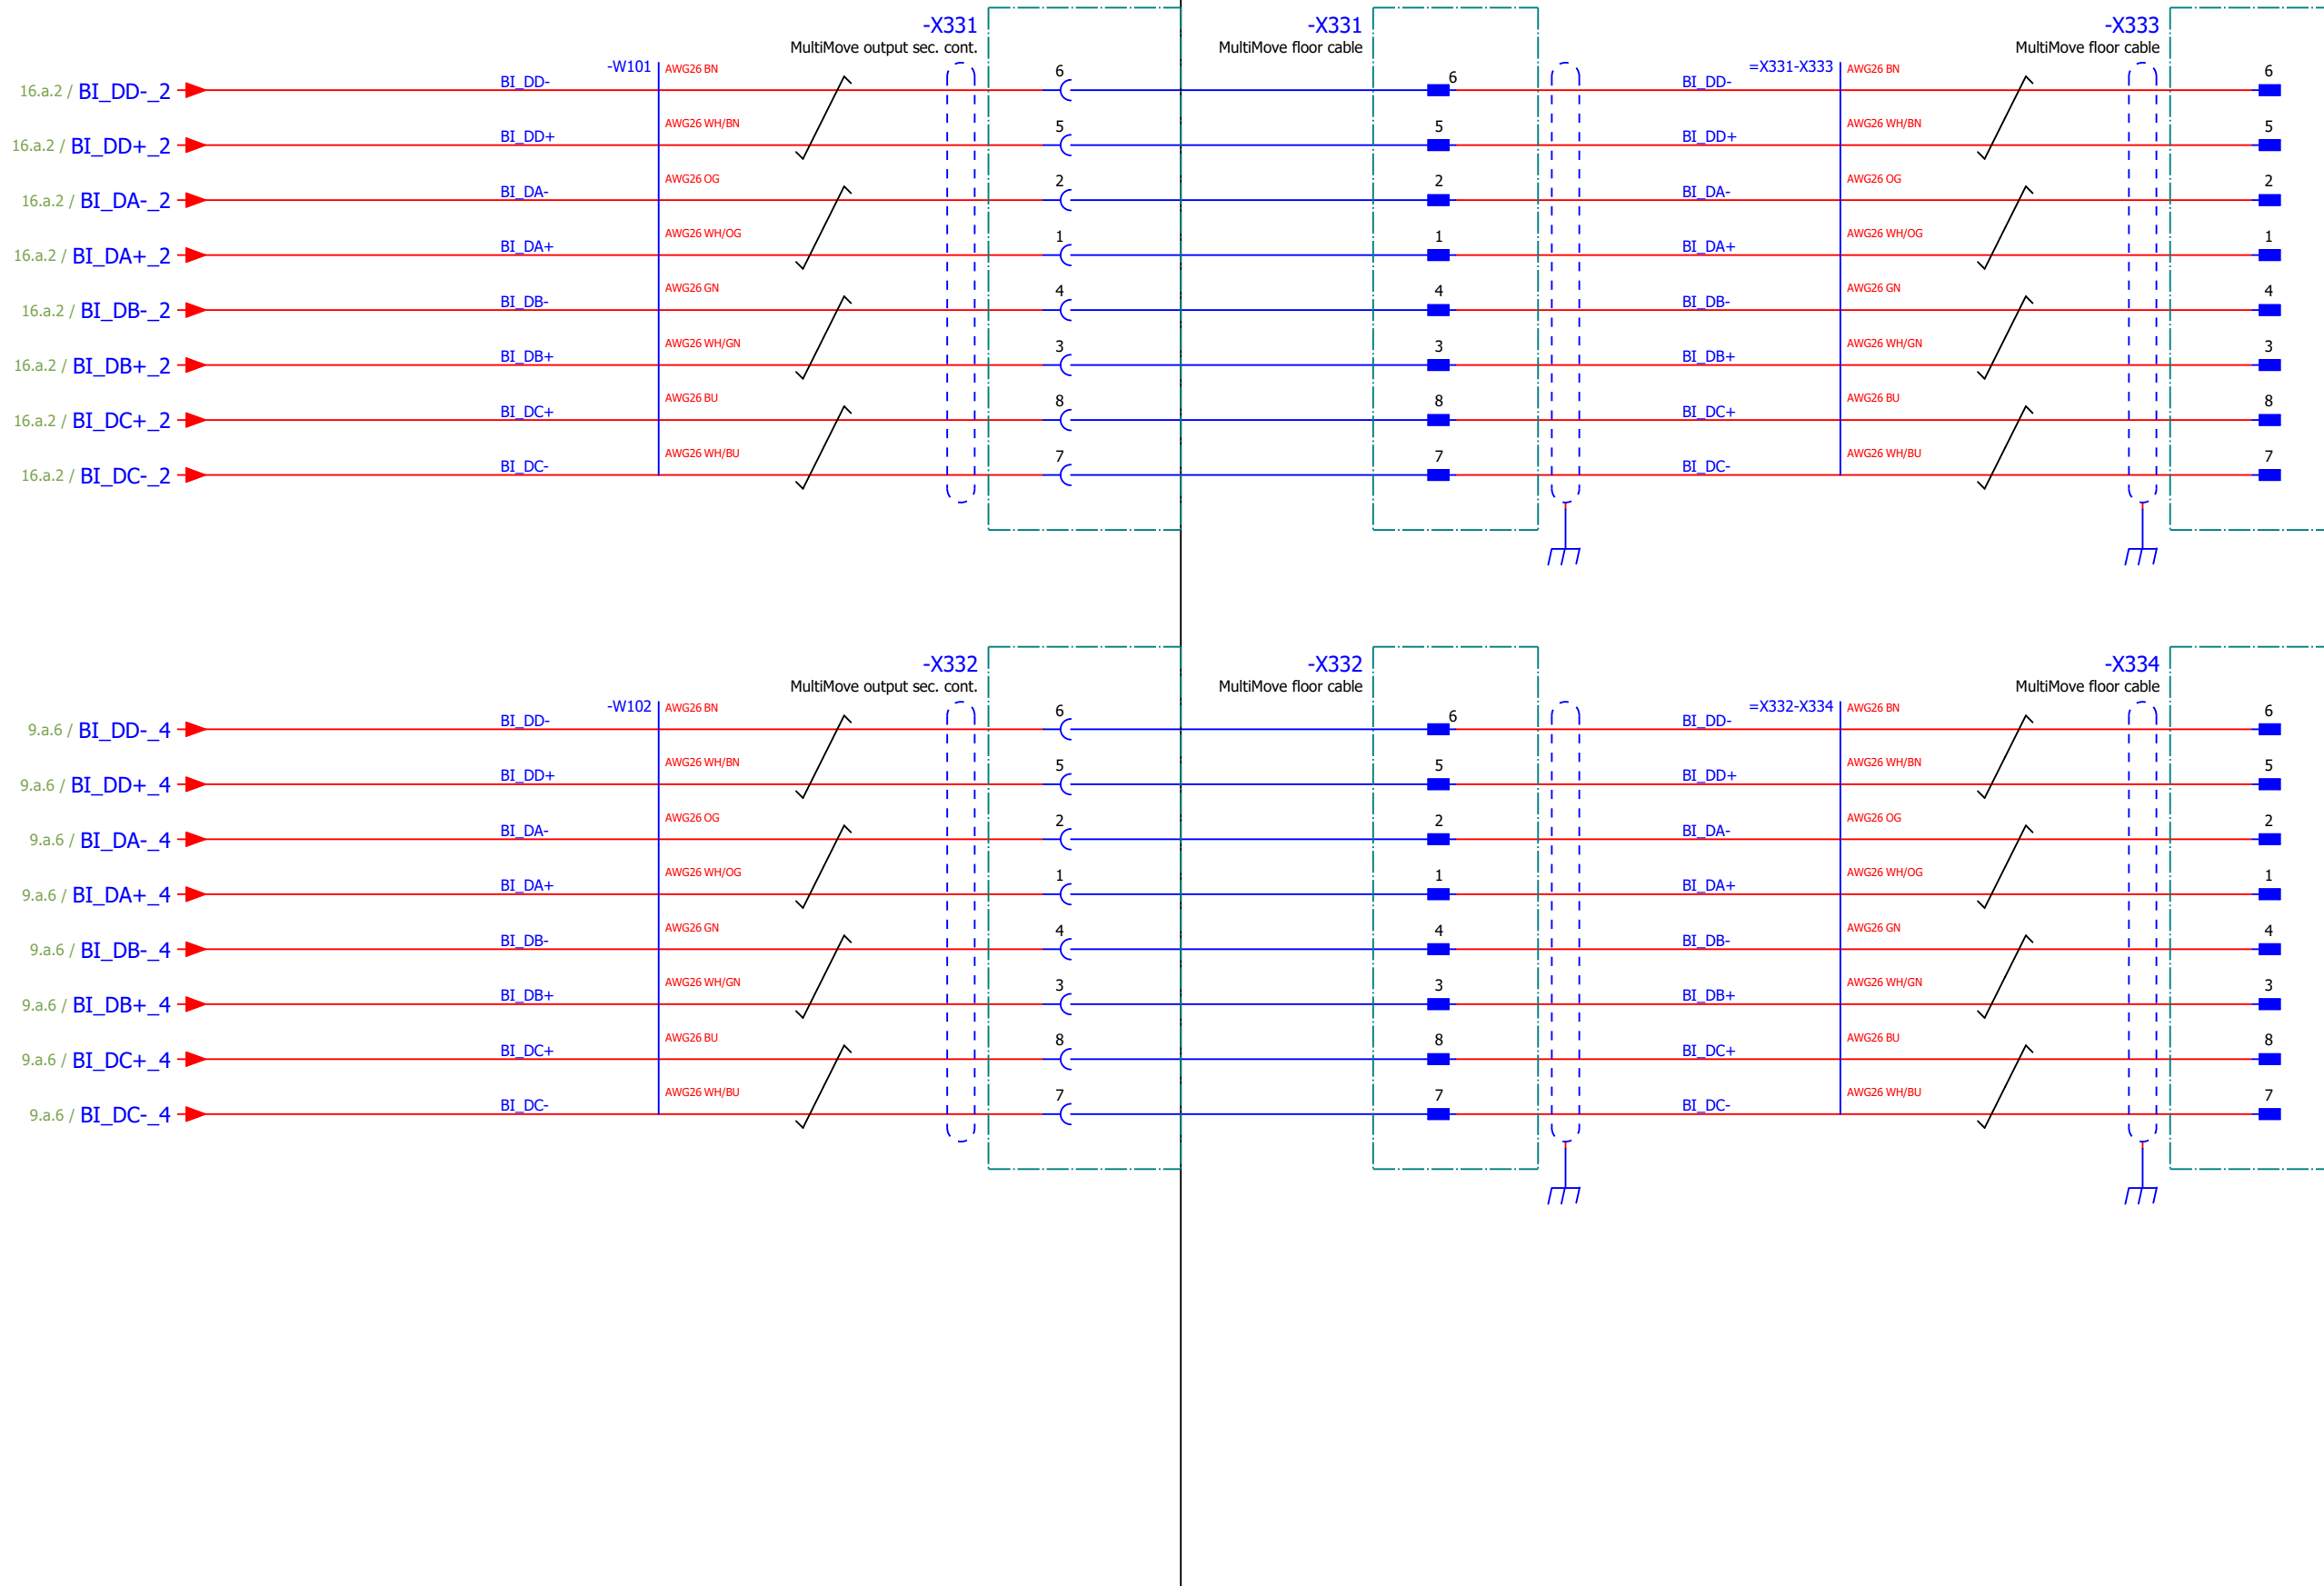 -X331 -X331 -X333
MultiMove output sec. cont. MultiMove floor cable MultiMove floor cable
-W101 AWG26 BN =X331-X333 AWG26 BN
16.a.2 / BI_DD-_2 BI_DD- 6 6 BI_DD- 6
AWG26 WH/BN AWG26 WH/BN
16.a.2 / BI_DD+_2 BI_DD+ 5 5 BI_DD+ 5
AWG26 OG AWG26 OG
16.a.2 / BI_DA-_2 BI_DA- 2 2 BI_DA- 2
AWG26 WH/OG AWG26 WH/OG
16.a.2 / BI_DA+_2 BI_DA+ 1 1 BI_DA+ 1
AWG26 GN AWG26 GN
16.a.2 / BI_DB-_2 BI_DB- 4 4 BI_DB- 4
AWG26 WH/GN AWG26 WH/GN
16.a.2 / BI_DB+_2 BI_DB+ 3 3 BI_DB+ 3
AWG26 BU AWG26 BU
16.a.2 / BI_DC+_2 BI_DC+ 8 8 BI_DC+ 8
AWG26 WH/BU AWG26 WH/BU
16.a.2 / BI_DC-_2 BI_DC- 7 7 BI_DC- 7
-X332 -X332 -X334
MultiMove output sec. cont. MultiMove floor cable MultiMove floor cable
-W102 AWG26 BN =X332-X334 AWG26 BN
9.a.6 / BI_DD-_4 BI_DD- 6 6 BI_DD- 6
AWG26 WH/BN AWG26 WH/BN
9.a.6 / BI_DD+_4 BI_DD+ 5 5 BI_DD+ 5
AWG26 OG AWG26 OG
9.a.6 / BI_DA-_4 BI_DA- 2 2 BI_DA- 2
AWG26 WH/OG AWG26 WH/OG
9.a.6 / BI_DA+_4 BI_DA+ 1 1 BI_DA+ 1
AWG26 GN AWG26 GN
9.a.6 / BI_DB-_4 BI_DB- 4 4 BI_DB- 4
AWG26 WH/GN AWG26 WH/GN
9.a.6 / BI_DB+_4 BI_DB+ 3 3 BI_DB+ 3
AWG26 BU AWG26 BU
9.a.6 / BI_DC+_4 BI_DC+ 8 8 BI_DC+ 8
AWG26 WH/BU AWG26 WH/BU
9.a.6 / BI_DC-_4 BI_DC- 7 7 BI_DC- 7